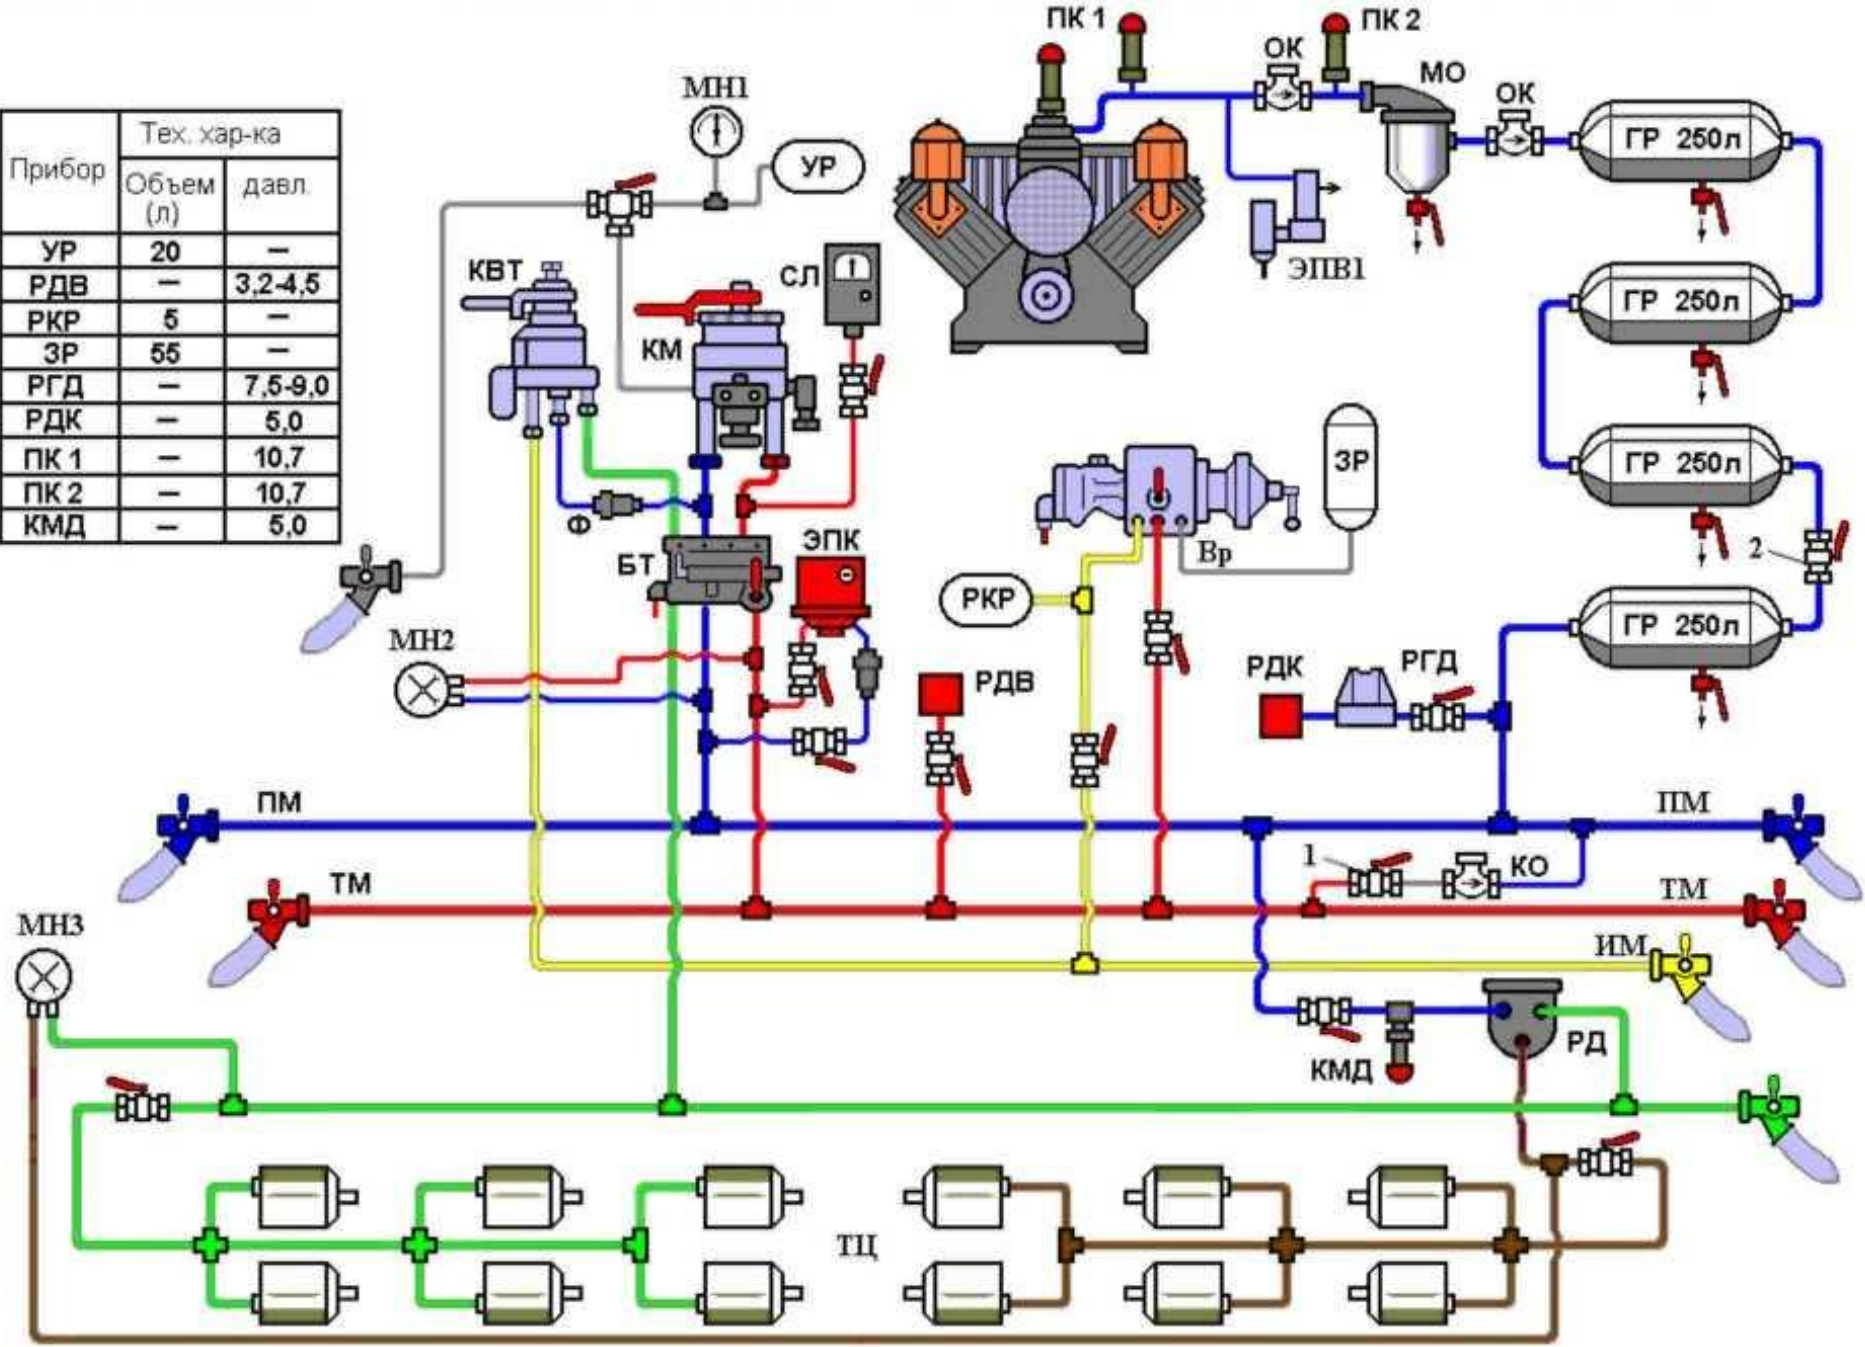 ПК 1
ПК 2
ОК
МО
ОК
МН1
УР
ГР 250л
Прибор
Тех. хар-ка
Объем (л)
давл.
УР 20 —
РДВ — 3,2-4,5
РКР 5 —
ЗР 55 —
РГД — 7,5-9,0
РДК — 5,0
ПК 1 — 10,7
ПК 2 — 10,7
КМД — 5,0
КВТ
СЛ
КМ
ЭПВ1
ГР 250л
ГР 250л
ЗР
Ф
БТ
ЭПК
Вр
2
РКР
МН2
ГР 250л
РДВ
РДК
РГД
ПМ
ПМ
1
КО
ТМ
ТМ
МН3
ИМ
РД
КМД
ТЦ